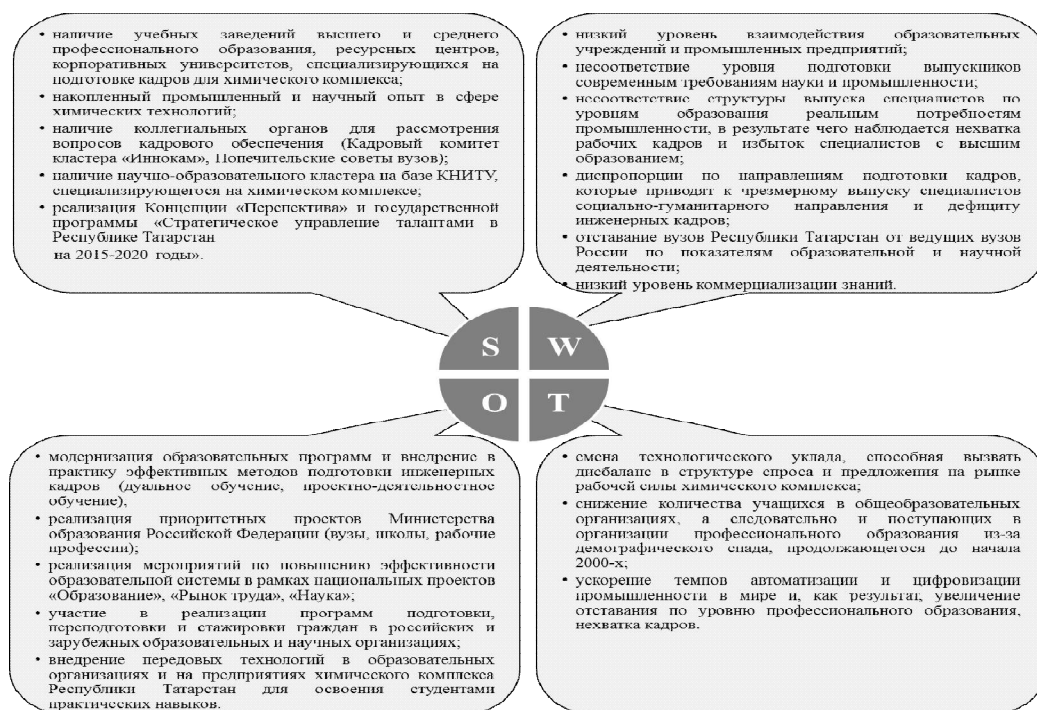 • наличие учебных заведений высшего и среднего
профессионального образования, ресурсных центров,
корпоративных университетов, специализирующихся на
подготовке кадров для химического комплекса;
• накопленный промышленный и научный опыт в сфере
химических технологий;
• наличие коллегиальных органов для рассмотрения
вопросов кадрового обеспечения (Кадровый комитет
кластера «Иннокам», Попечительские советы вузов);
• наличие научно-образовательного кластера на базе КНИТУ,
специализирующегося на химическом комплексе;
• реализация Концепции «Перспектива» и государственной
программы «Стратегическое управление талантами в
Республике Татарстан
на 2015-2020 годы».
• низкий уровень взаимодействия образовательных
учреждений и промышленных предприятий;
• несоответствие уровня подготовки выпускников
современным требованиям науки и промышленности;
• несоответствие структуры выпуска специалистов по
уровням образования реальным потребностям
промышленности, в результате чего наблюдается нехватка
рабочих кадров и избыток специалистов с высшим
образованием;
• диспропорции по направлениям подготовки кадров,
которые приводят к чрезмерному выпуску специалистов
социально-гуманитарного направления и дефициту
инженерных кадров;
• отставание вузов Республики Татарстан от ведущих вузов
России по показателям образовательной и научной
деятельности;
• низкий уровень коммерциализации знаний.
S W
O T
• модернизация образовательных программ и внедрение в
практику эффективных методов подготовки инженерных
кадров (дуальное обучение, проектно-деятельностное
обучение),
• реализация приоритетных проектов Министерства
образования Российской Федерации (вузы, школы, рабочие
профессии);
• реализация мероприятий по повышению эффективности
образовательной системы в рамках национальных проектов
«Образование», «Рынок труда», «Наука»;
• участие в реализации программ подготовки,
переподготовки и стажировки граждан в российских и
зарубежных образовательных и научных организациях;
• внедрение передовых технологий в образовательных
организациях и на предприятиях химического комплекса
Республики Татарстан для освоения студентами
практических навыков.
• смена технологического уклада, способная вызвать
дисбаланс в структуре спроса и предложения на рынке
рабочей силы химического комплекса;
• снижение количества учащихся в общеобразовательных
организациях, а следовательно и поступающих в
организации профессионального образования из-за
демографического спада, продолжающегося до начала
2000-х;
• ускорение темпов автоматизации и цифровизации
промышленности в мире и, как результат, увеличение
отставания по уровню профессионального образования,
нехватка кадров.